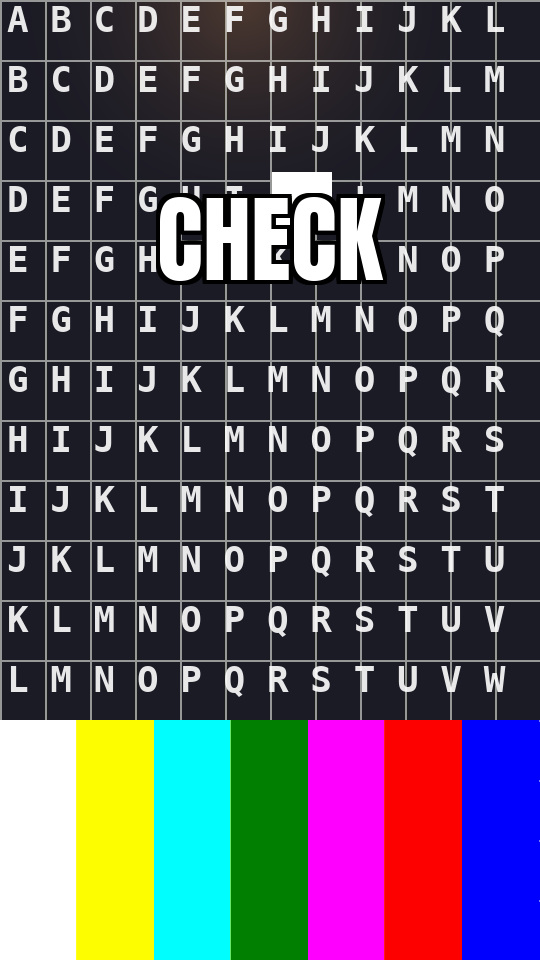 A B C D E F G H I J K L
B C D E F G H I J K L M
C D E F G H I J K L M N
D E F G M N O
CHECK
E F G H N O P
F G H I J K L M N O P Q
G H I J K L M N O P Q R
H I J K L M N O P Q R S
I J K L M N O P Q R S T
J K L M N O P Q R S T U
K L M N O P Q R S T U V
L M N O P Q R S T U V W